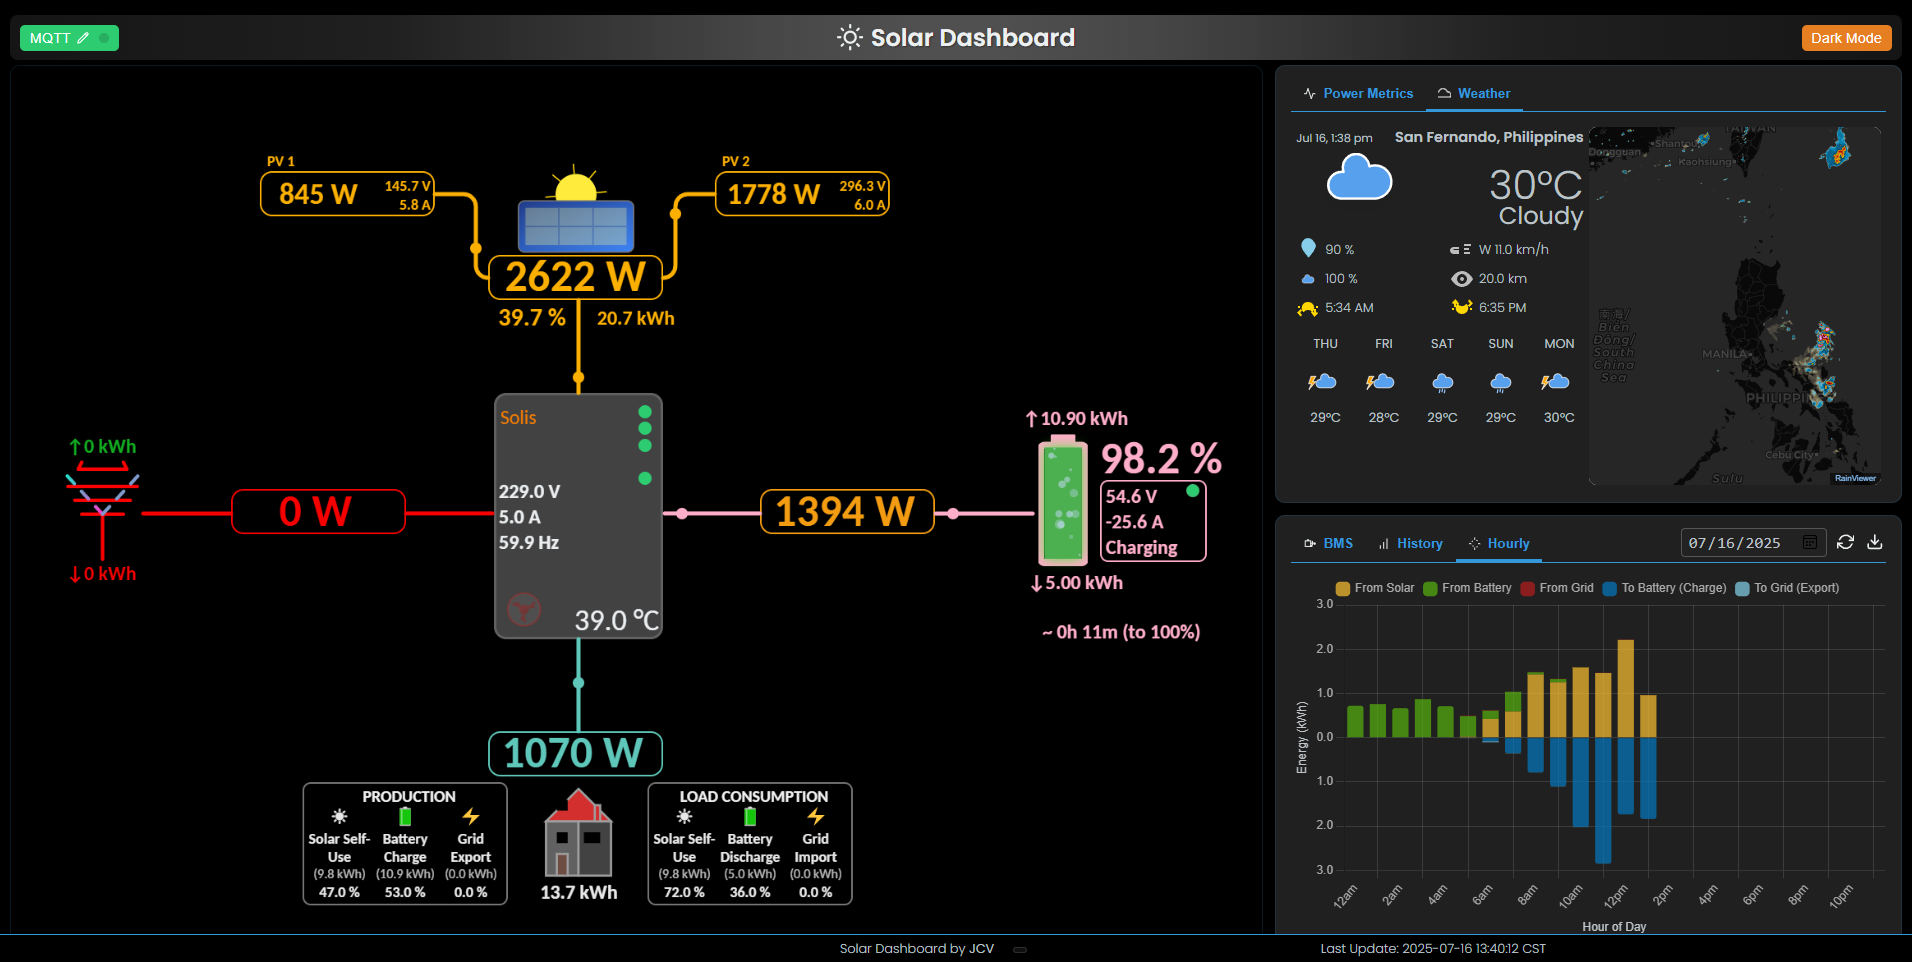 MQTT
Solar Dashboard
Dark Mode
PV 1
845 W
145.7 V
5.8 A
PV 2
1778 W
296.3 V
6.0 A
2622 W
39.7 %
20.7 kWh
Solis
229.0 V
5.0 A
59.9 Hz
39.0 °C
↑0 kWh
0 W
↓0 kWh
1394 W
↑10.90 kWh
98.2 %
54.6 V
-25.6 A
Charging
↓5.00 kWh
~ 0h 11m (to 100%)
1070 W
PRODUCTION
Solar Self-Use
Battery Charge
Grid Export
(9.8 kWh) (10.9 kWh) (0.0 kWh)
47.0 % 53.0 % 0.0 %
13.7 kWh
LOAD CONSUMPTION
Solar Self-Use
Battery Discharge
Grid Import
(9.8 kWh) (5.0 kWh) (0.0 kWh)
72.0 % 36.0 % 0.0 %
Power Metrics
Weather
Jul 16, 1:38 pm
San Fernando, Philippines
30°C
Cloudy
90 %
W 11.0 km/h
100 %
20.0 km
5:34 AM
6:35 PM
THU FRI SAT SUN MON
29°C 28°C 29°C 29°C 30°C
TAIWAN
Shantou
Dongguan
Kaohsiung
南海/
Biển
Đông/
South
China
Sea
MANILA
PHILIPPI
Cebu City
Sulu
RainViewer
BMS
History
Hourly
07/16/2025
From Solar
From Battery
From Grid
To Battery (Charge)
To Grid (Export)
Energy (kWh)
3.0
2.0
1.0
0.0
1.0
2.0
3.0
12am 2am 4am 6am 8am 10am 12pm 2pm 4pm 6pm 8pm 10pm
Hour of Day
Solar Dashboard by JCV
Last Update: 2025-07-16 13:40:12 CST